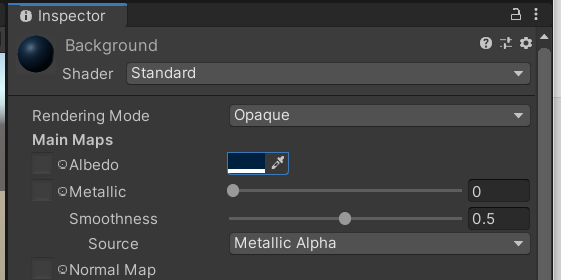 Inspector
Background
Shader Standard
Rendering Mode Opaque
Main Maps
Albedo
Metallic 0
Smoothness 0.5
Source Metallic Alpha
Normal Map